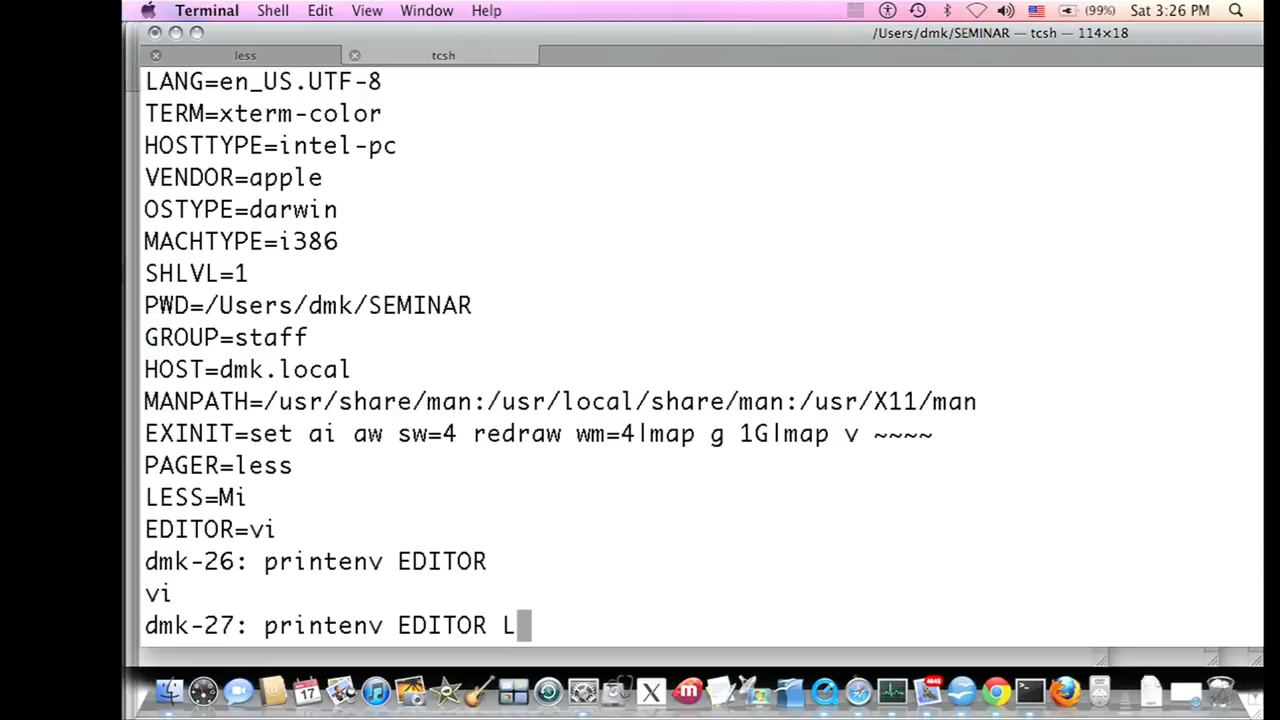 Terminal Shell Edit View Window Help (99%) Sat 3:26 PM
/Users/dmk/SEMINAR — tcsh — 114×18
less tcsh
LANG=en_US.UTF-8
TERM=xterm-color
HOSTTYPE=intel-pc
VENDOR=apple
OSTYPE=darwin
MACHTYPE=i386
SHLVL=1
PWD=/Users/dmk/SEMINAR
GROUP=staff
HOST=dmk.local
MANPATH=/usr/share/man:/usr/local/share/man:/usr/X11/man
EXINIT=set ai aw sw=4 redraw wm=4|map g 1G|map v ~~~~
PAGER=less
LESS=Mi
EDITOR=vi
dmk-26: printenv EDITOR
vi
dmk-27: printenv EDITOR L
17